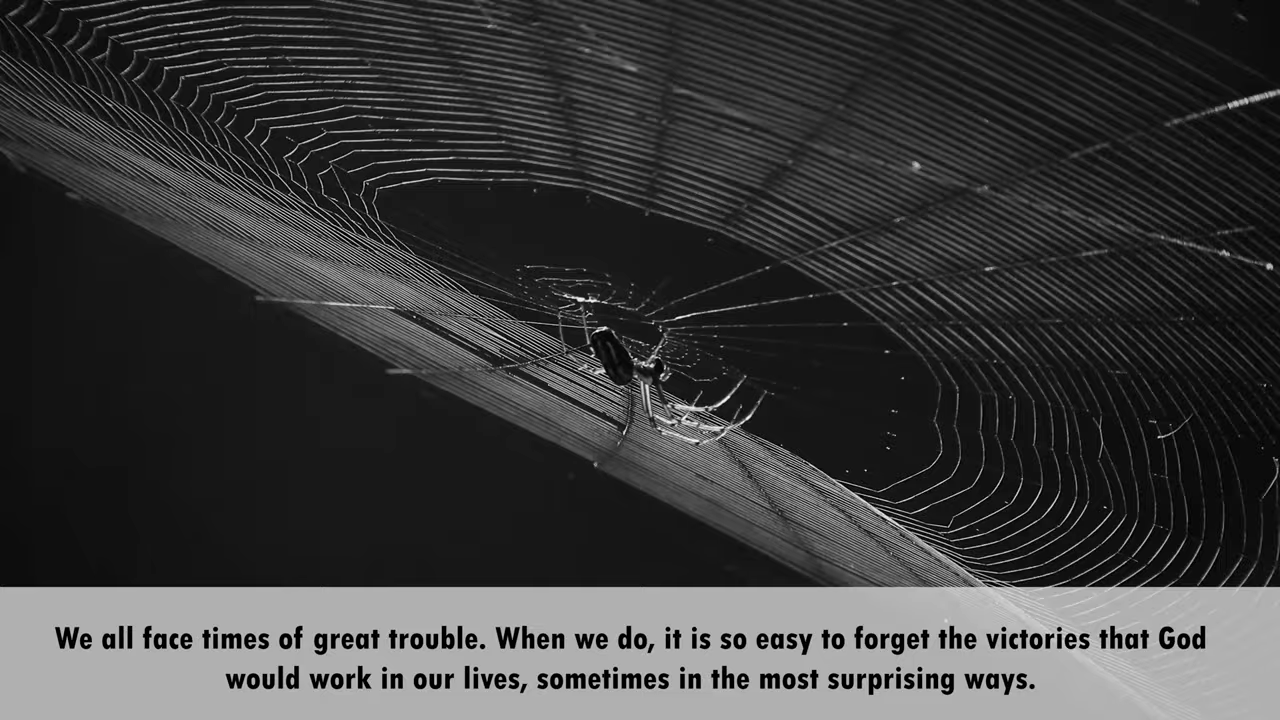 We all face times of great trouble. When we do, it is so easy to forget the victories that God
would work in our lives, sometimes in the most surprising ways.